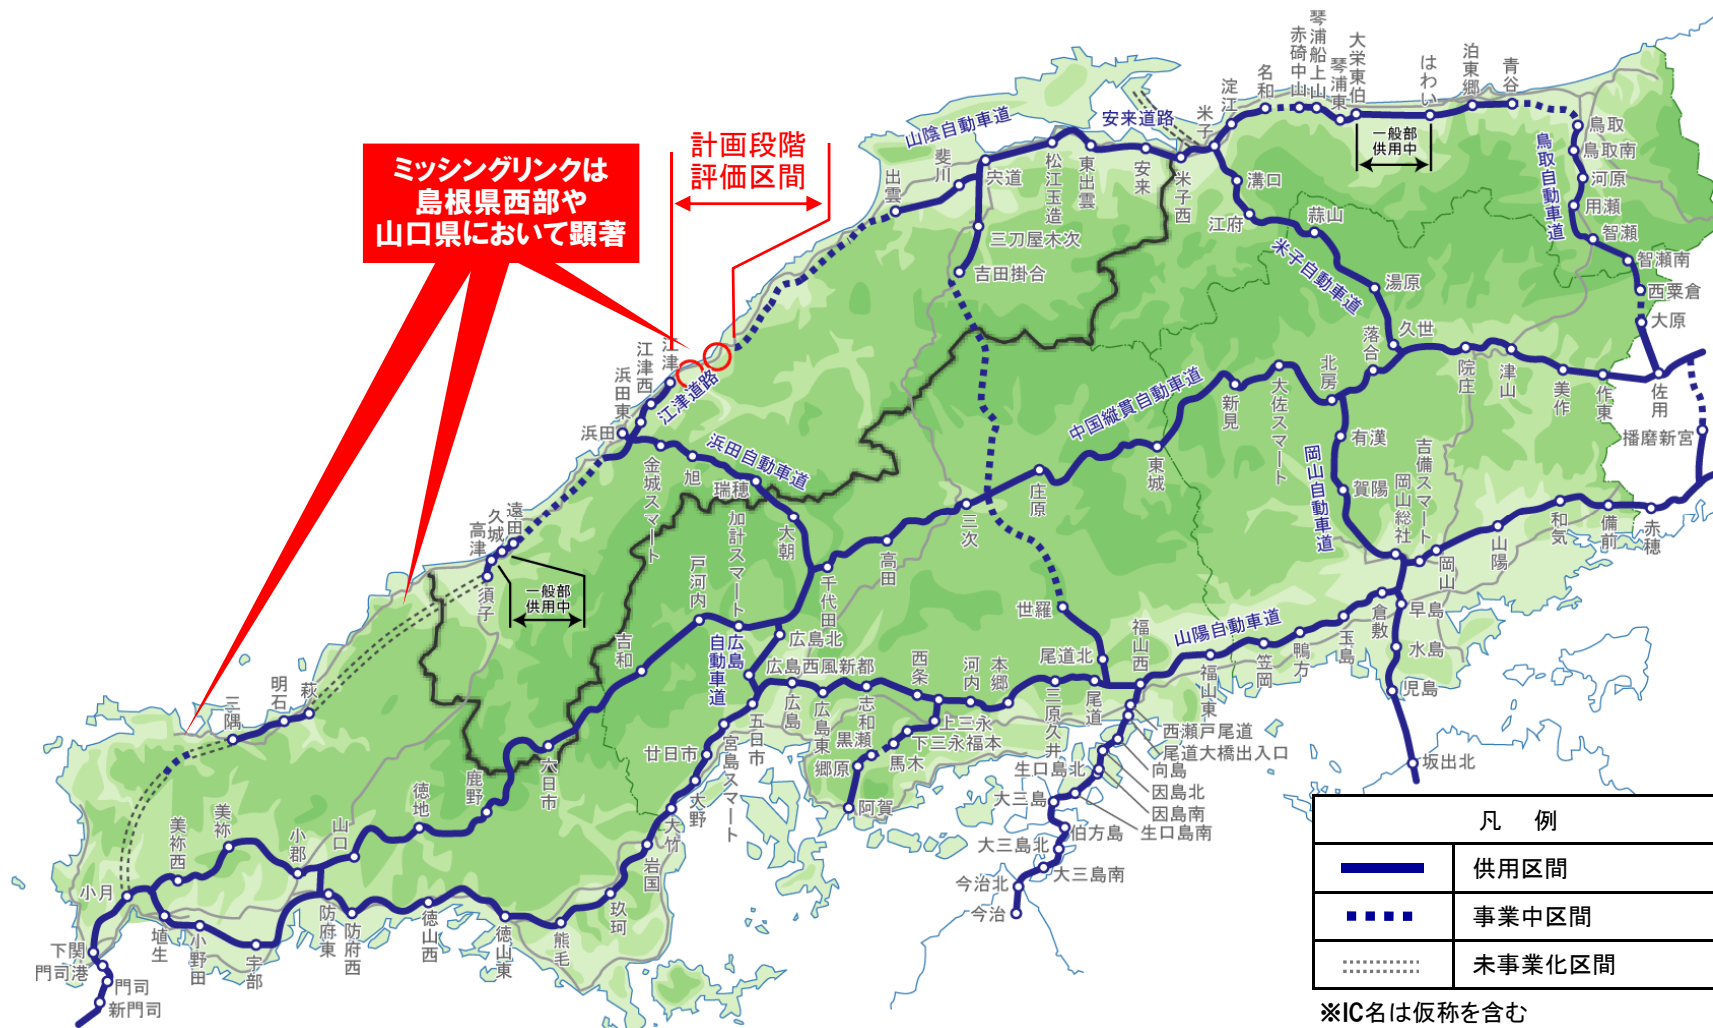 ミッシングリンクは
島根県西部や
山口県において顕著
計画段階
評価区間
山陰自動車道
安来道路
一般部
供用中
鳥取自動車道
米子自動車道
江津道路
浜田自動車道
中国縦貫自動車道
岡山自動車道
一般部
供用中
広島
自動車道
山陽自動車道
出雲
斐川
宍道
松江玉造
東出雲
安来
米子西
米子
淀江
名和
赤碕中山
琴浦船上山
琴浦東
大栄東伯
はわい
泊東郷
青谷
鳥取
鳥取南
河原
用瀬
智瀬
智瀬南
西粟倉
大原
佐用
播磨新宮
三刀屋木次
吉田掛合
溝口
江府
蒜山
湯原
久世
落合
院庄
津山
美作
作東
北房
大佐スマート
新見
東城
庄原
三次
高田
千代田
有漢
賀陽
岡山総社
吉備スマート
岡山
山陽
和気
備前
赤穂
江津
江津西
浜田東
浜田
金城スマート
旭
瑞穂
大朝
加計スマート
戸河内
吉和
遠田
久城
高津
須子
萩
明石
三隅
世羅
尾道北
広島北
広島西風新都
広島
広島東
志和
西条
河内
本郷
三原久井
尾道
福山西
福山東
笠岡
鴨方
玉島
倉敷
早島
水島
児島
坂出北
上三永
下三永福本
黒瀬
馬木
郷原
阿賀
西瀬戸尾道
尾道大橋出入口
向島
因島北
因島南
生口島北
生口島南
大三島
伯方島
大三島北
大三島南
今治北
今治
五日市
宮島スマート
廿日市
大野
大竹
岩国
玖珂
熊毛
徳山東
徳山西
防府西
防府東
六日市
鹿野
徳地
山口
小郡
美祢
美祢西
小月
埴生
小野田
宇部
下関
門司港
門司
新門司
凡 例
供用区間
事業中区間
未事業化区間
※IC名は仮称を含む